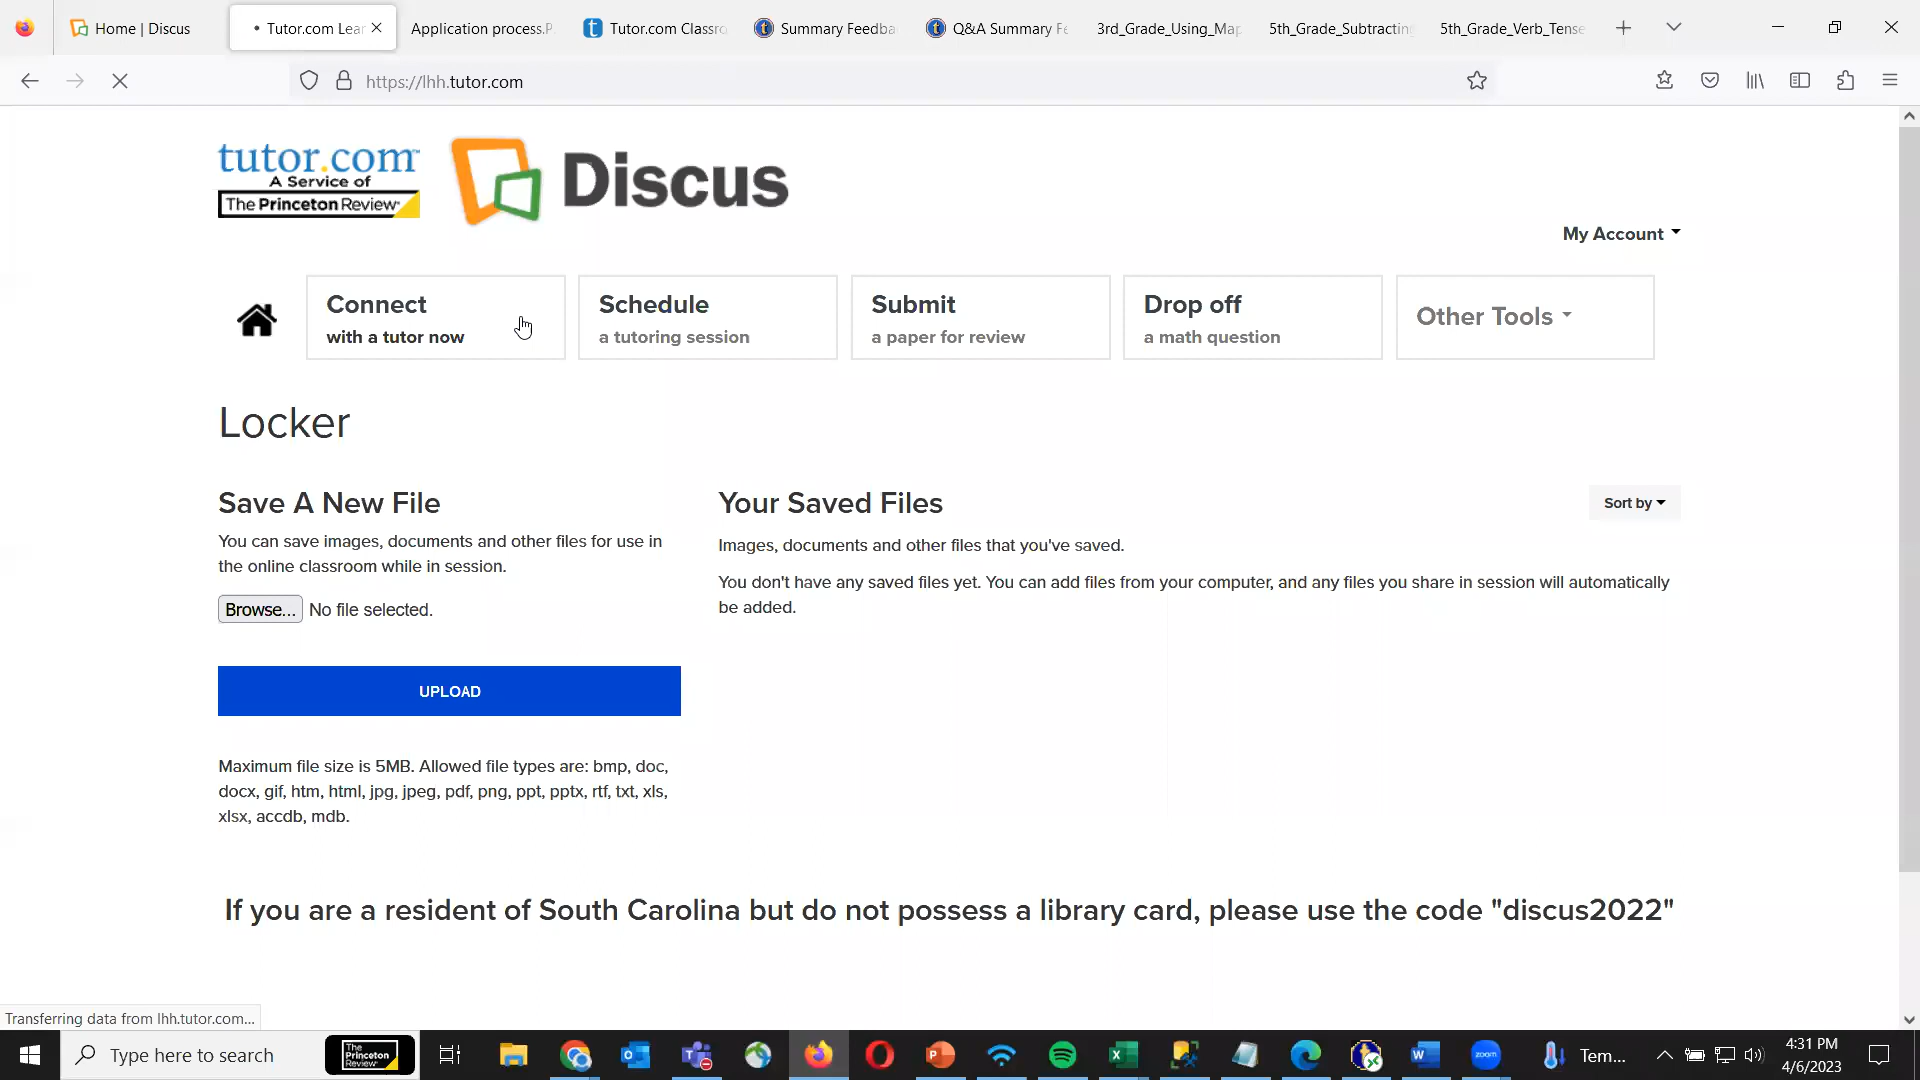 Home | Discus
Tutor.com Lear
Application process.P
Tutor.com Classro
Summary Feedba
Q&A Summary Fe
3rd_Grade_Using_Map
5th_Grade_Subtracting
5th_Grade_Verb_Tense
https://lhh.tutor.com
tutor.com
A Service of
The Princeton Review
Discus
My Account
Connect
with a tutor now
Schedule
a tutoring session
Submit
a paper for review
Drop off
a math question
Other Tools
Locker
Save A New File
You can save images, documents and other files for use in
the online classroom while in session.
Browse... No file selected.
UPLOAD
Maximum file size is 5MB. Allowed file types are: bmp, doc,
docx, gif, htm, html, jpg, jpeg, pdf, png, ppt, pptx, rtf, txt, xls,
xlsx, accdb, mdb.
Your Saved Files
Sort by
Images, documents and other files that you've saved.
You don't have any saved files yet. You can add files from your computer, and any files you share in session will automatically
be added.
If you are a resident of South Carolina but do not possess a library card, please use the code "discus2022"
Transferring data from lhh.tutor.com...
Type here to search
The
Princeton
Review
zoom
Tem...
4:31 PM
4/6/2023